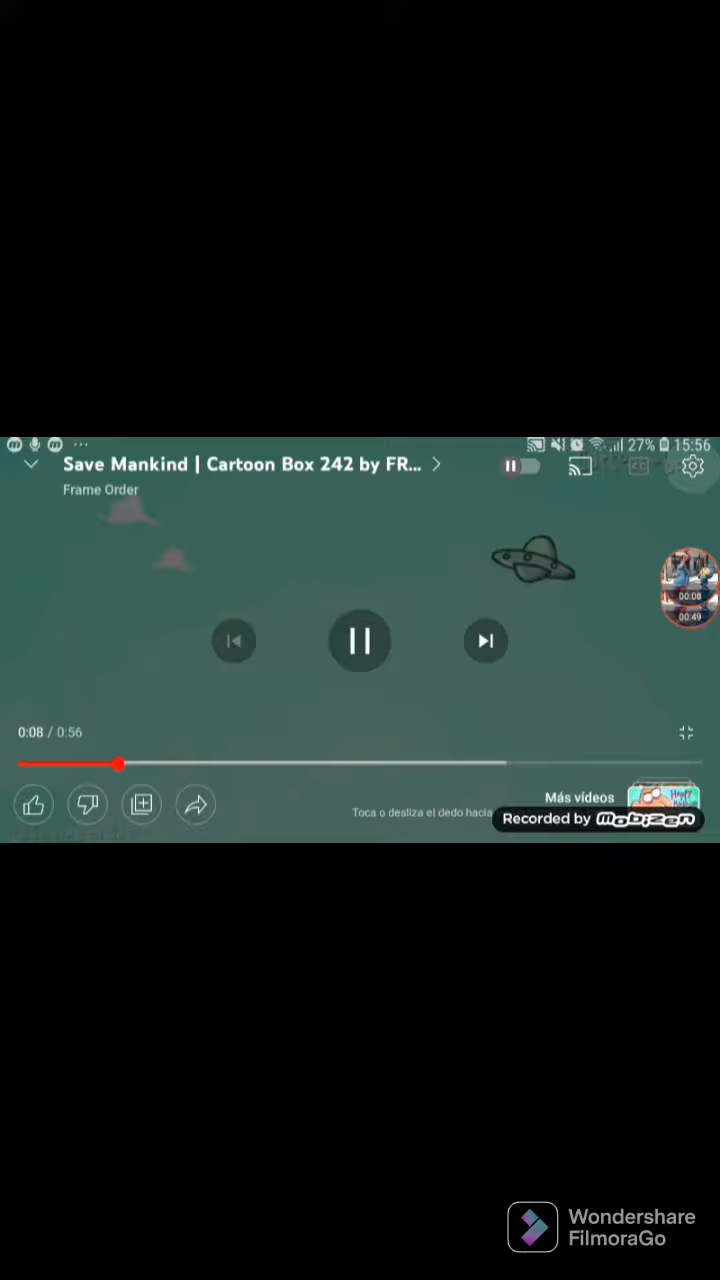 27% 15:56
Save Mankind | Cartoon Box 242 by FR...
Frame Order
00:08
00:49
0:08 / 0:56
Más vídeos
Toca o desliza el dedo hacia
Recorded by Mobizen
Wondershare
FilmoraGo